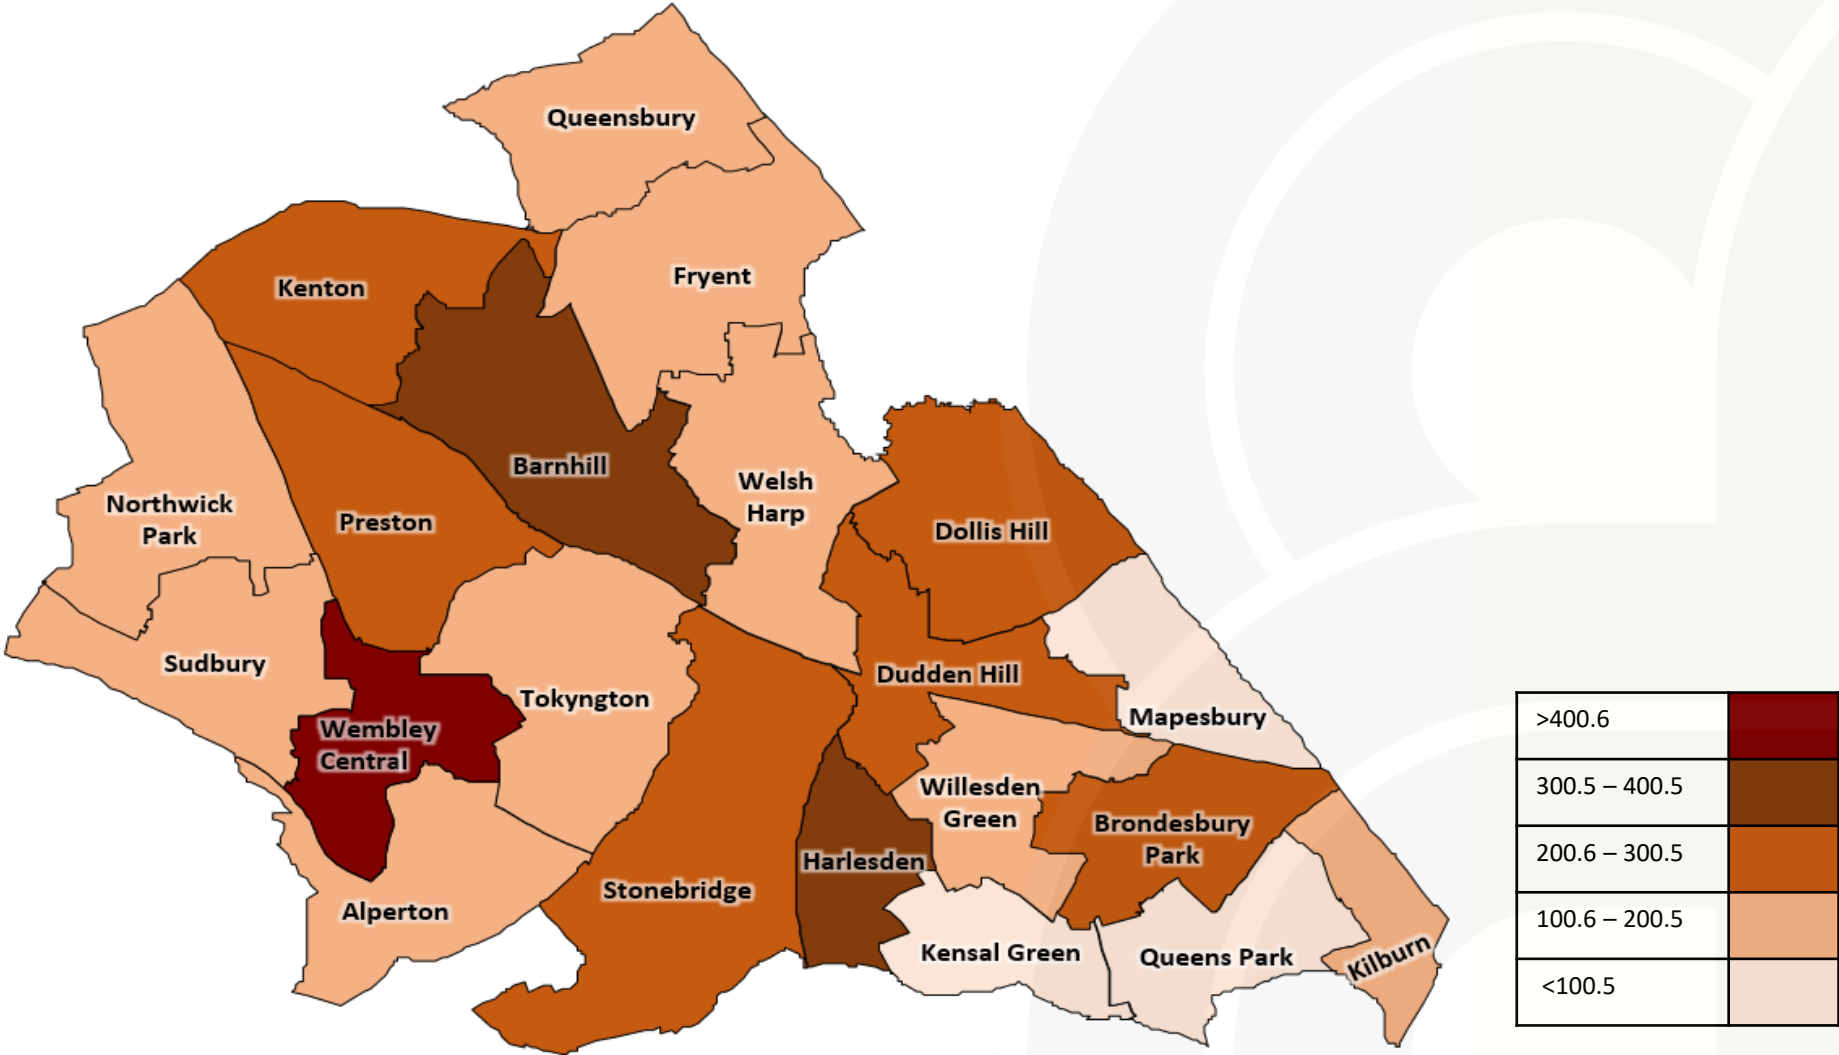 Queensbury
Fryent
Kenton
Barnhill
Welsh
Harp
Northwick
Park
Preston
Dollis Hill
Sudbury
Tokyngton
Dudden Hill
Mapesbury
Wembley
Central
Willesden
Green
Brondesbury
Park
Harlesden
Stonebridge
Alperton
Kensal Green
Queens Park
Kilburn
>400.6
300.5 – 400.5
200.6 – 300.5
100.6 – 200.5
<100.5